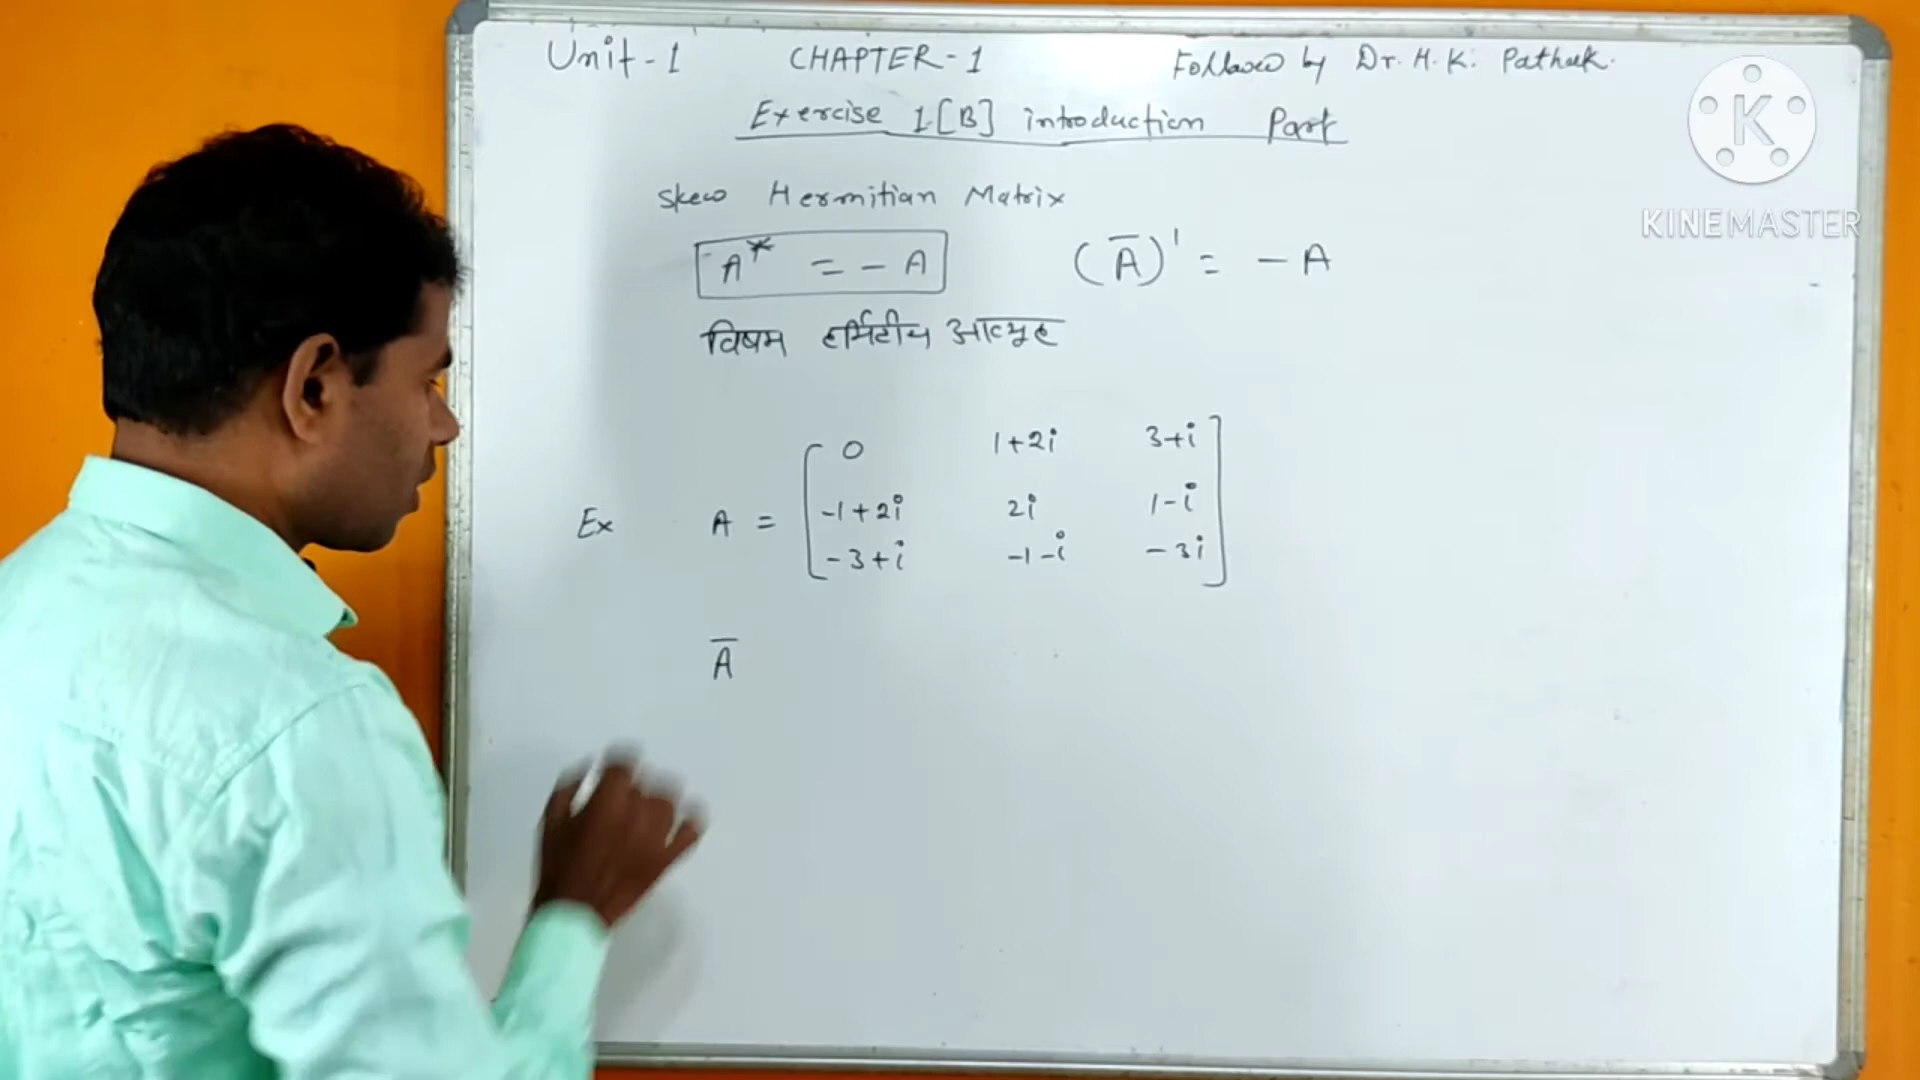 Unit-1 CHAPTER-1 Followed by Dr. H.K. Pathak.
Exercise 1[B] introduction Part
Skew Hermitian Matrix
A* = -A (Ā)' = -A
विषम हर्मिटीय आव्यूह
0 1+2i 3+i
Ex A = -1+2i 2i 1-i
-3+i -1-i -3i
Ā
K
KINEMASTER